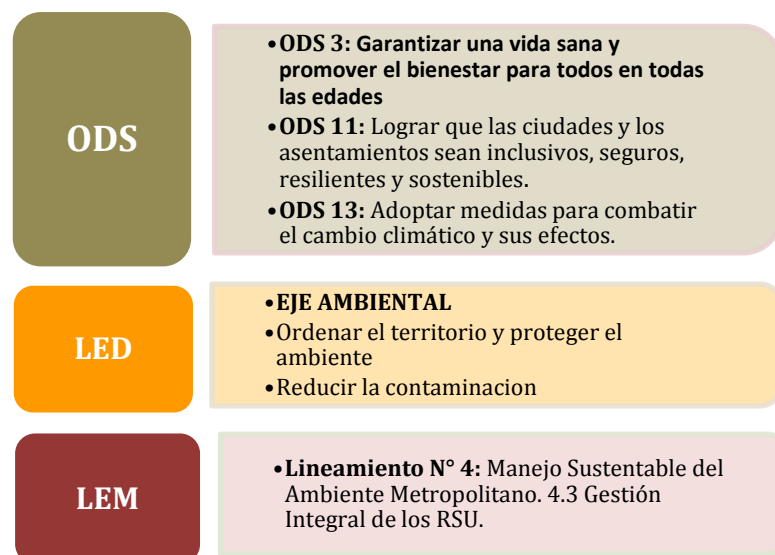 ODS
•ODS 3: Garantizar una vida sana y
promover el bienestar para todos en todas
las edades
•ODS 11: Lograr que las ciudades y los
asentamientos sean inclusivos, seguros,
resilientes y sostenibles.
•ODS 13: Adoptar medidas para combatir
el cambio climático y sus efectos.
LED
•EJE AMBIENTAL
•Ordenar el territorio y proteger el
ambiente
•Reducir la contaminacion
LEM
•Lineamiento N° 4: Manejo Sustentable del
Ambiente Metropolitano. 4.3 Gestión
Integral de los RSU.